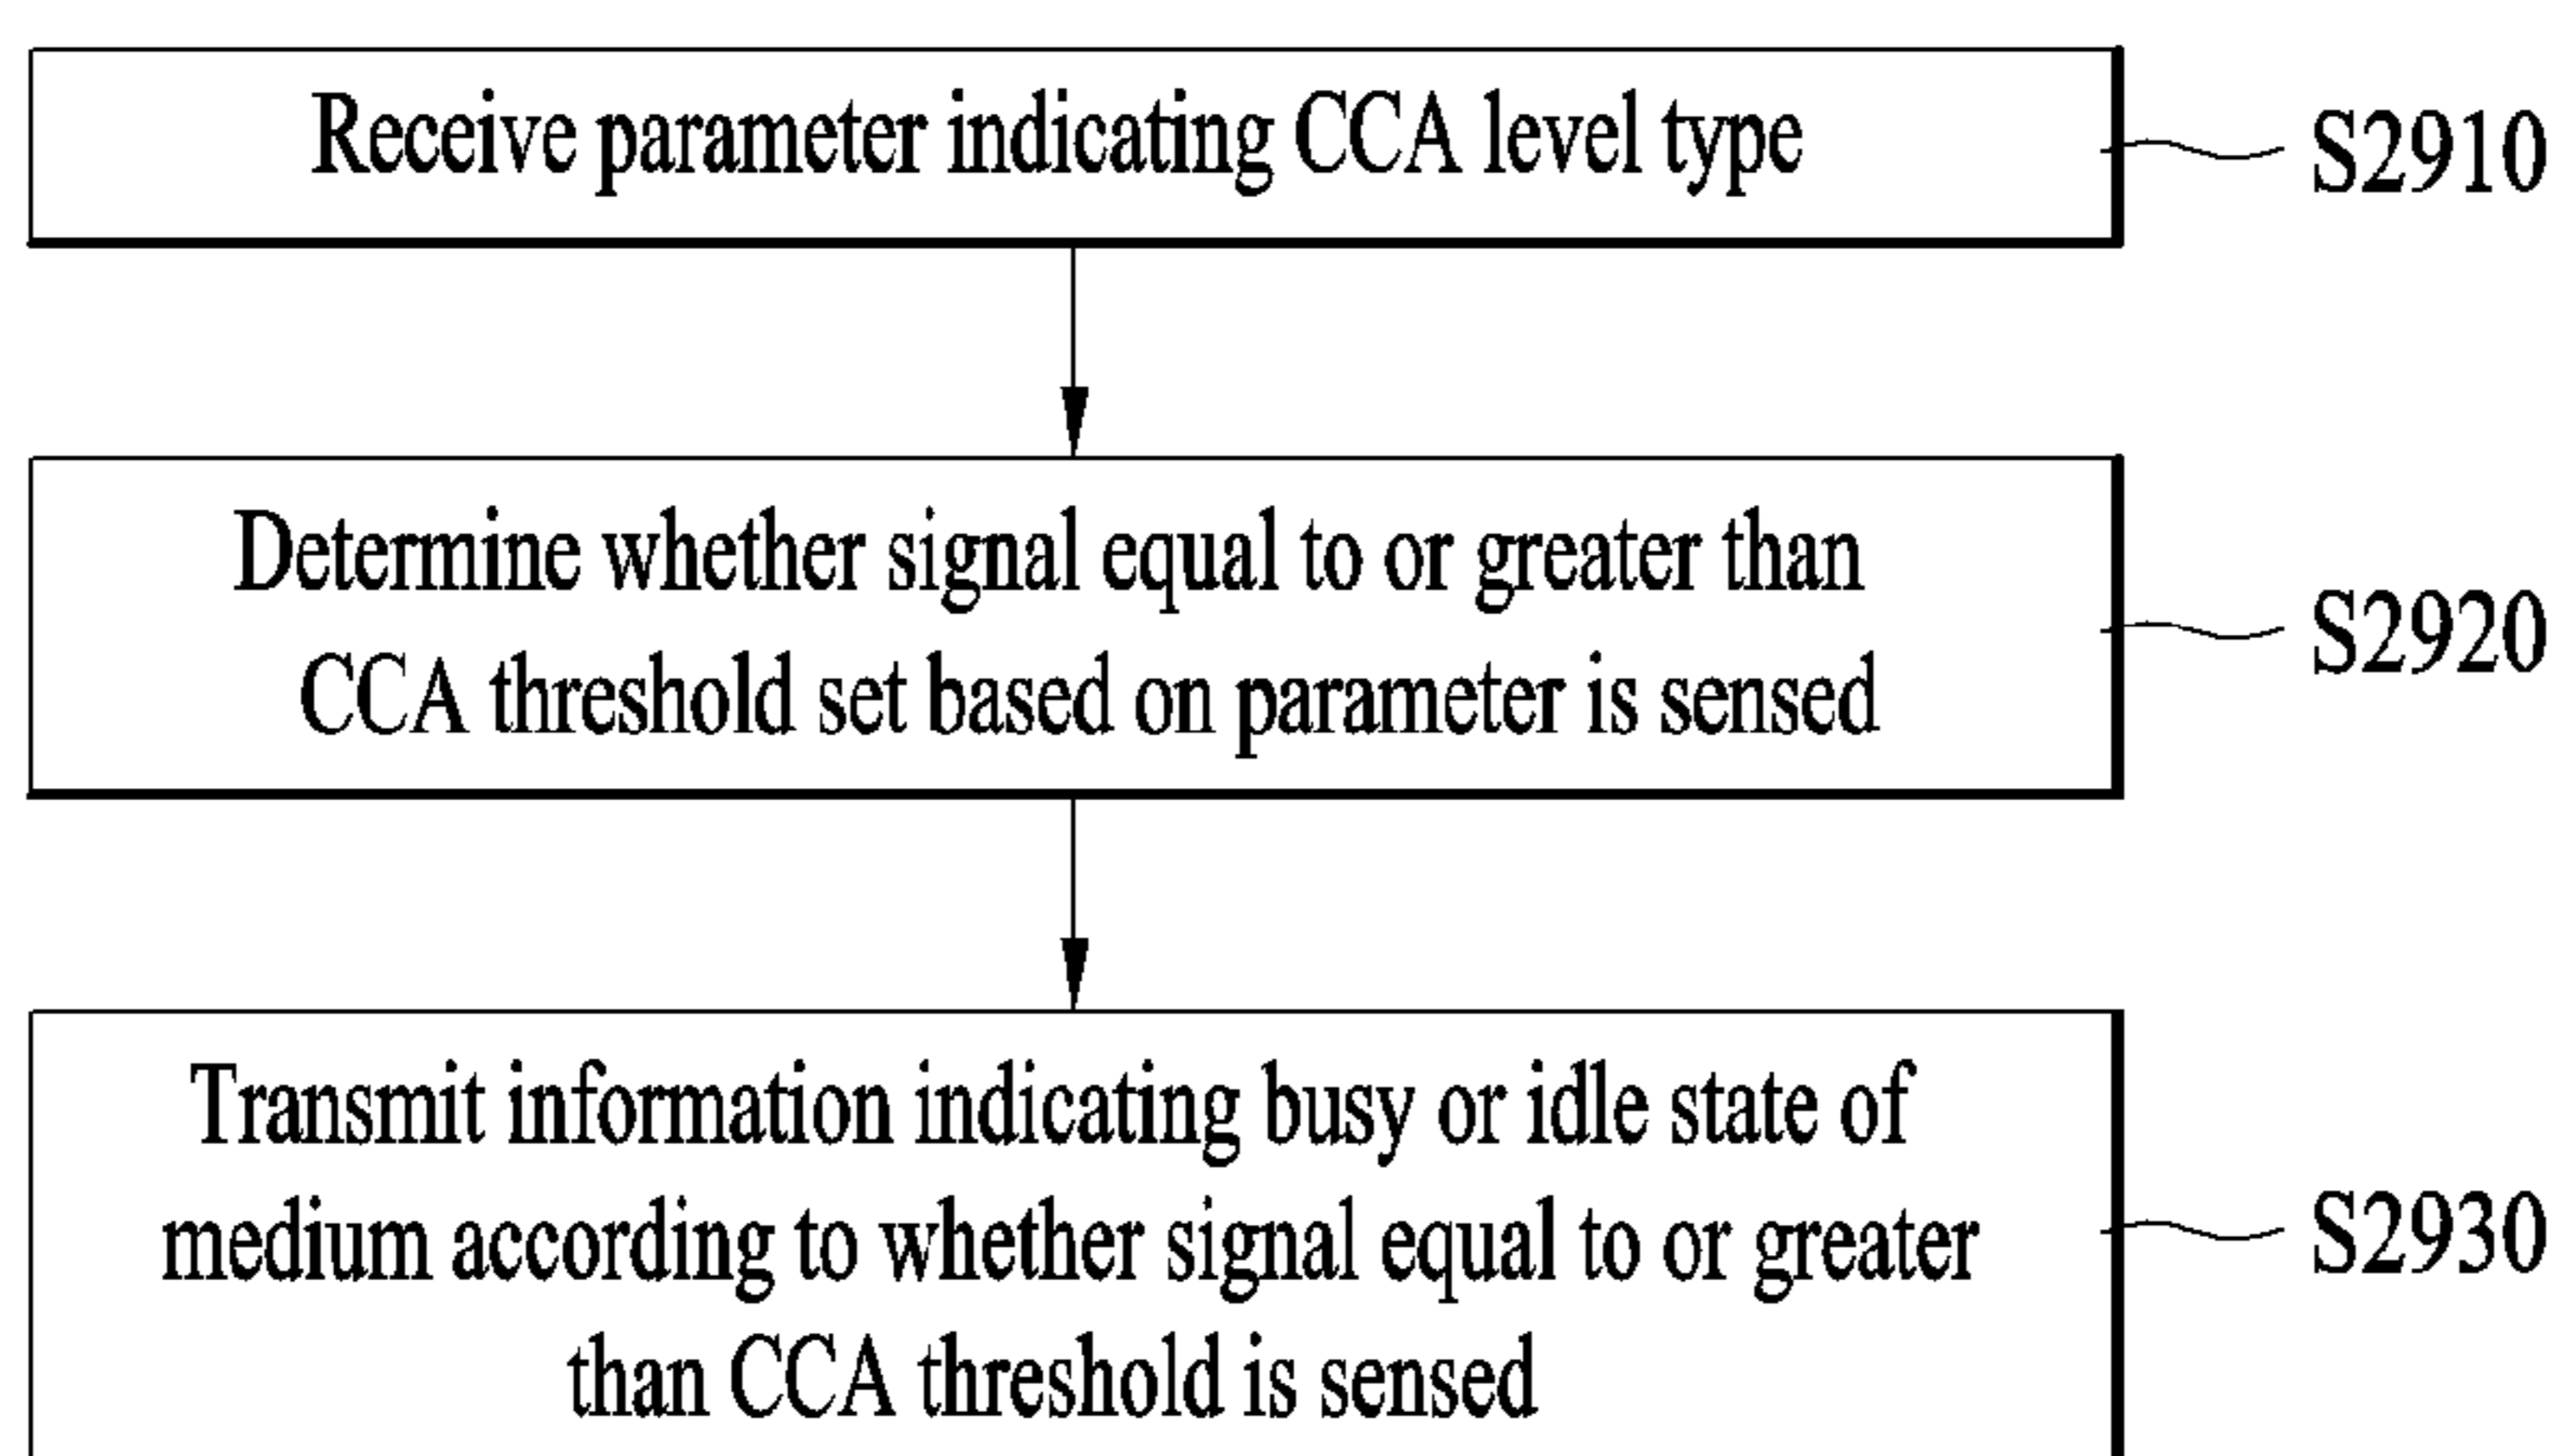 Receive parameter indicating CCA level type
S2910
Determine whether signal equal to or greater than
CCA threshold set based on parameter is sensed
S2920
Transmit information indicating busy or idle state of
medium according to whether signal equal to or greater
than CCA threshold is sensed
S2930